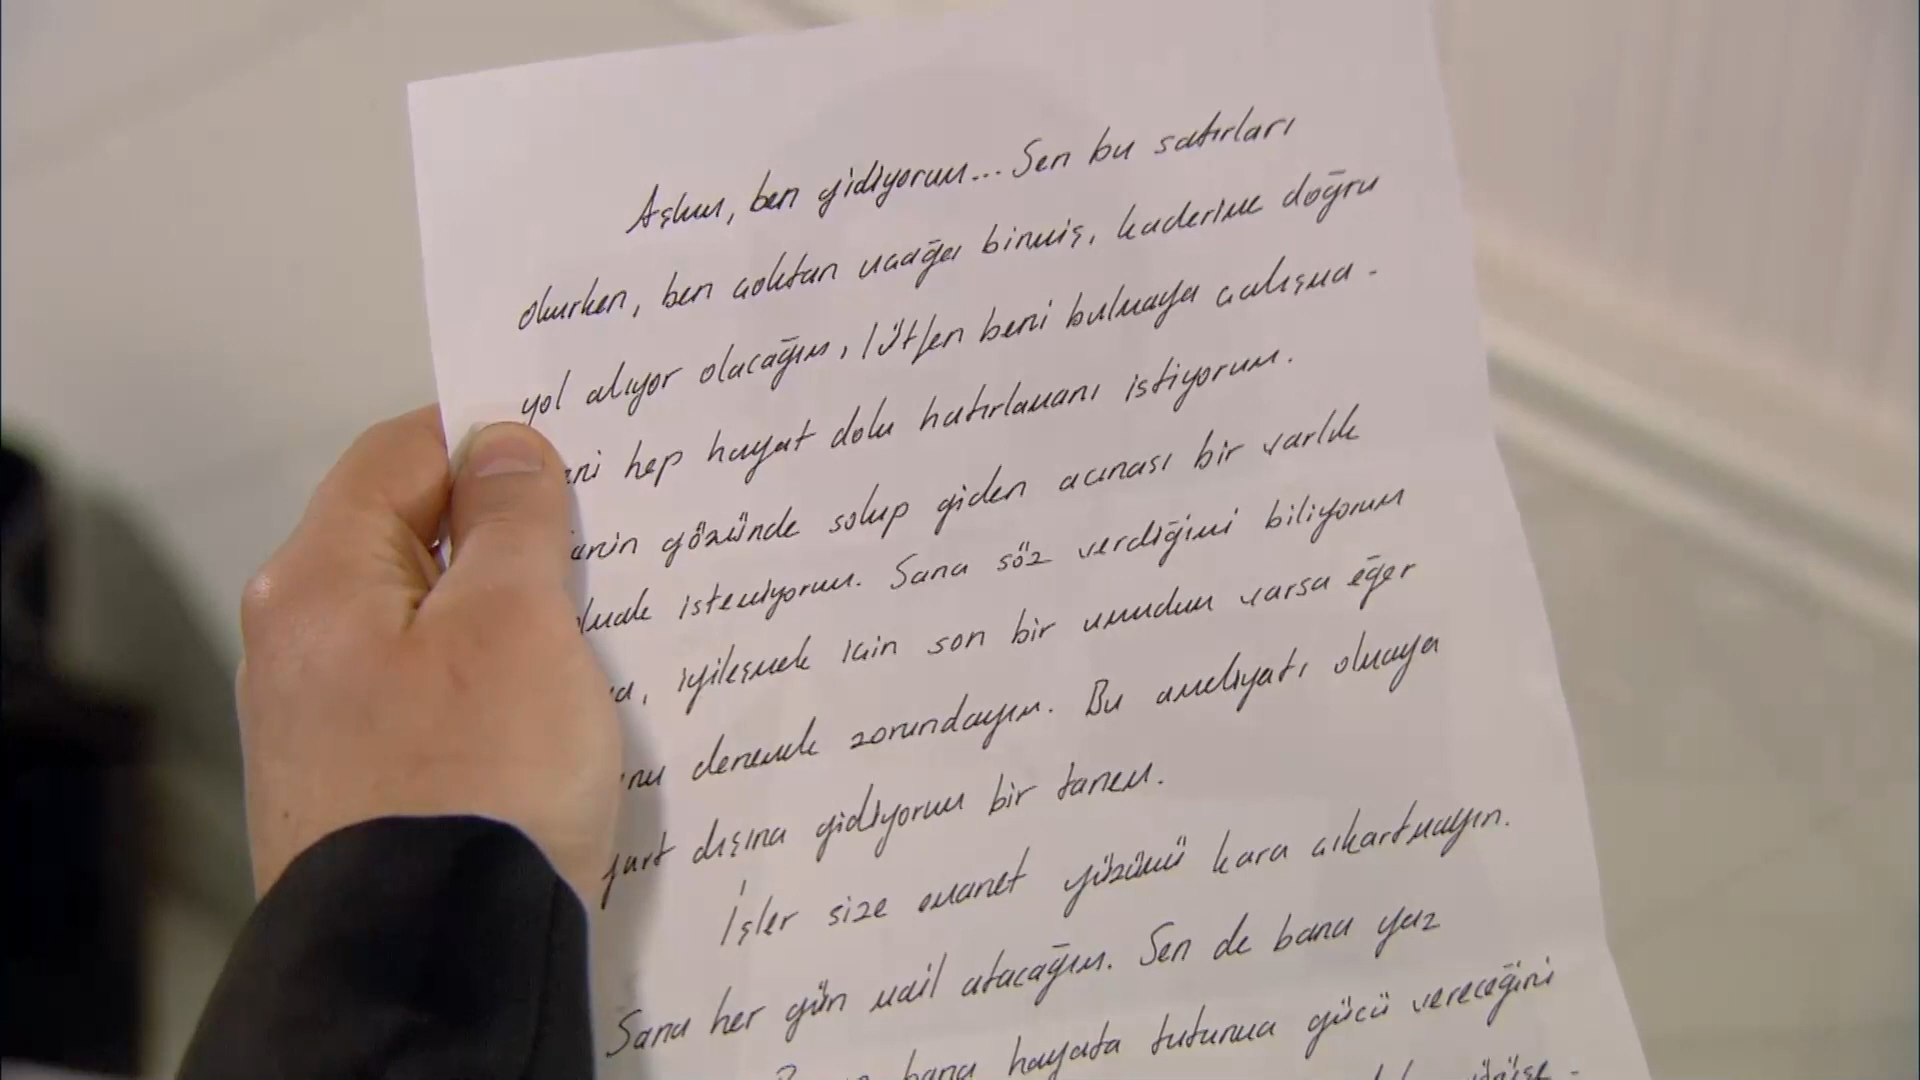 Aşkım, ben gidiyorum... Sen bu satırları
okurken, ben çoktan uçağa binmiş, kaderime doğru
yol alıyor olacağım, lütfen beni bulmaya çalışma.
hep hayat dolu hatırlamanı istiyorum.
gözünde solup giden acınası bir varlık
istemiyorum. Sana söz verdiğimi biliyorum
iyileşmek için son bir umudum varsa eğer
denemek zorundayım. Bu ameliyatı olmaya
yurt dışına gidiyorum bir tanem.
İşler size emanet yüzümü kara çıkartmayın.
Sana her gün mail atacağım. Sen de bana yaz
bana hayata tutunma gücü vereceğini